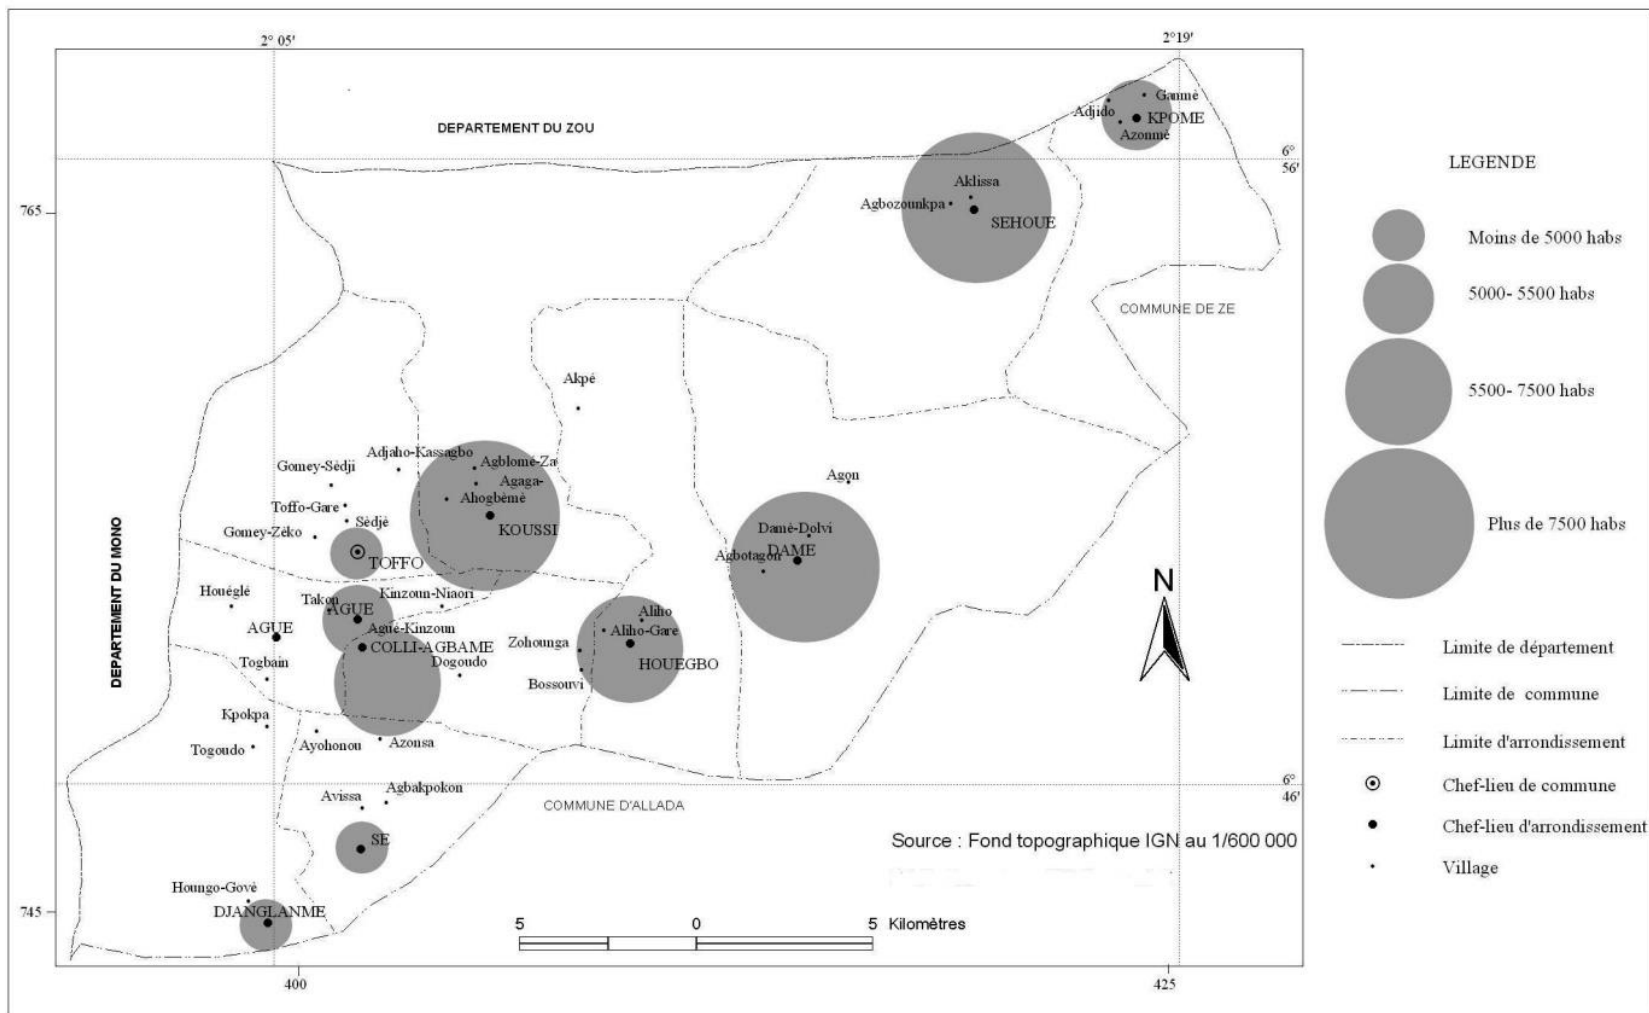 2° 05'
2° 19'
DEPARTEMENT DU ZOU
Adjido
Ganmè
KPOME
Azonmè
6°
56'
765
Aklissa
Agbozounkpa
SEHOUE
COMMUNE DE ZE
Akpé
Adjaho-Kassagbo
Gomey-Sèdji
Agblomè-Za
Agaga-
Ahogbèmè
Toffo-Gare
Sèdjè
KOUSSI
Gomey-Zèko
TOFFO
Agon
Damè-Dolvi
DAME
Agbotagon
DEPARTEMENT DU MONO
Houéglé
Takon
AGUE
Kinzoun-Niaori
AGUE
Aguè-Kinzoun
COLLI-AGBAME
Aliho
Aliho-Gare
Zohounga
HOUEGBO
Togbain
Dogoudo
Bossouvi
Kpokpa
Togoudo
Ayohonou
Azonsa
N
6°
46'
Avissa
Agbakpokon
COMMUNE D'ALLADA
SE
Source : Fond topographique IGN au 1/600 000
Houngo-Govè
DJANGLANME
745
5 0 5 Kilomètres
400
425
LEGENDE
Moins de 5000 habs
5000- 5500 habs
5500- 7500 habs
Plus de 7500 habs
Limite de département
Limite de commune
Limite d'arrondissement
Chef-lieu de commune
Chef-lieu d'arrondissement
Village